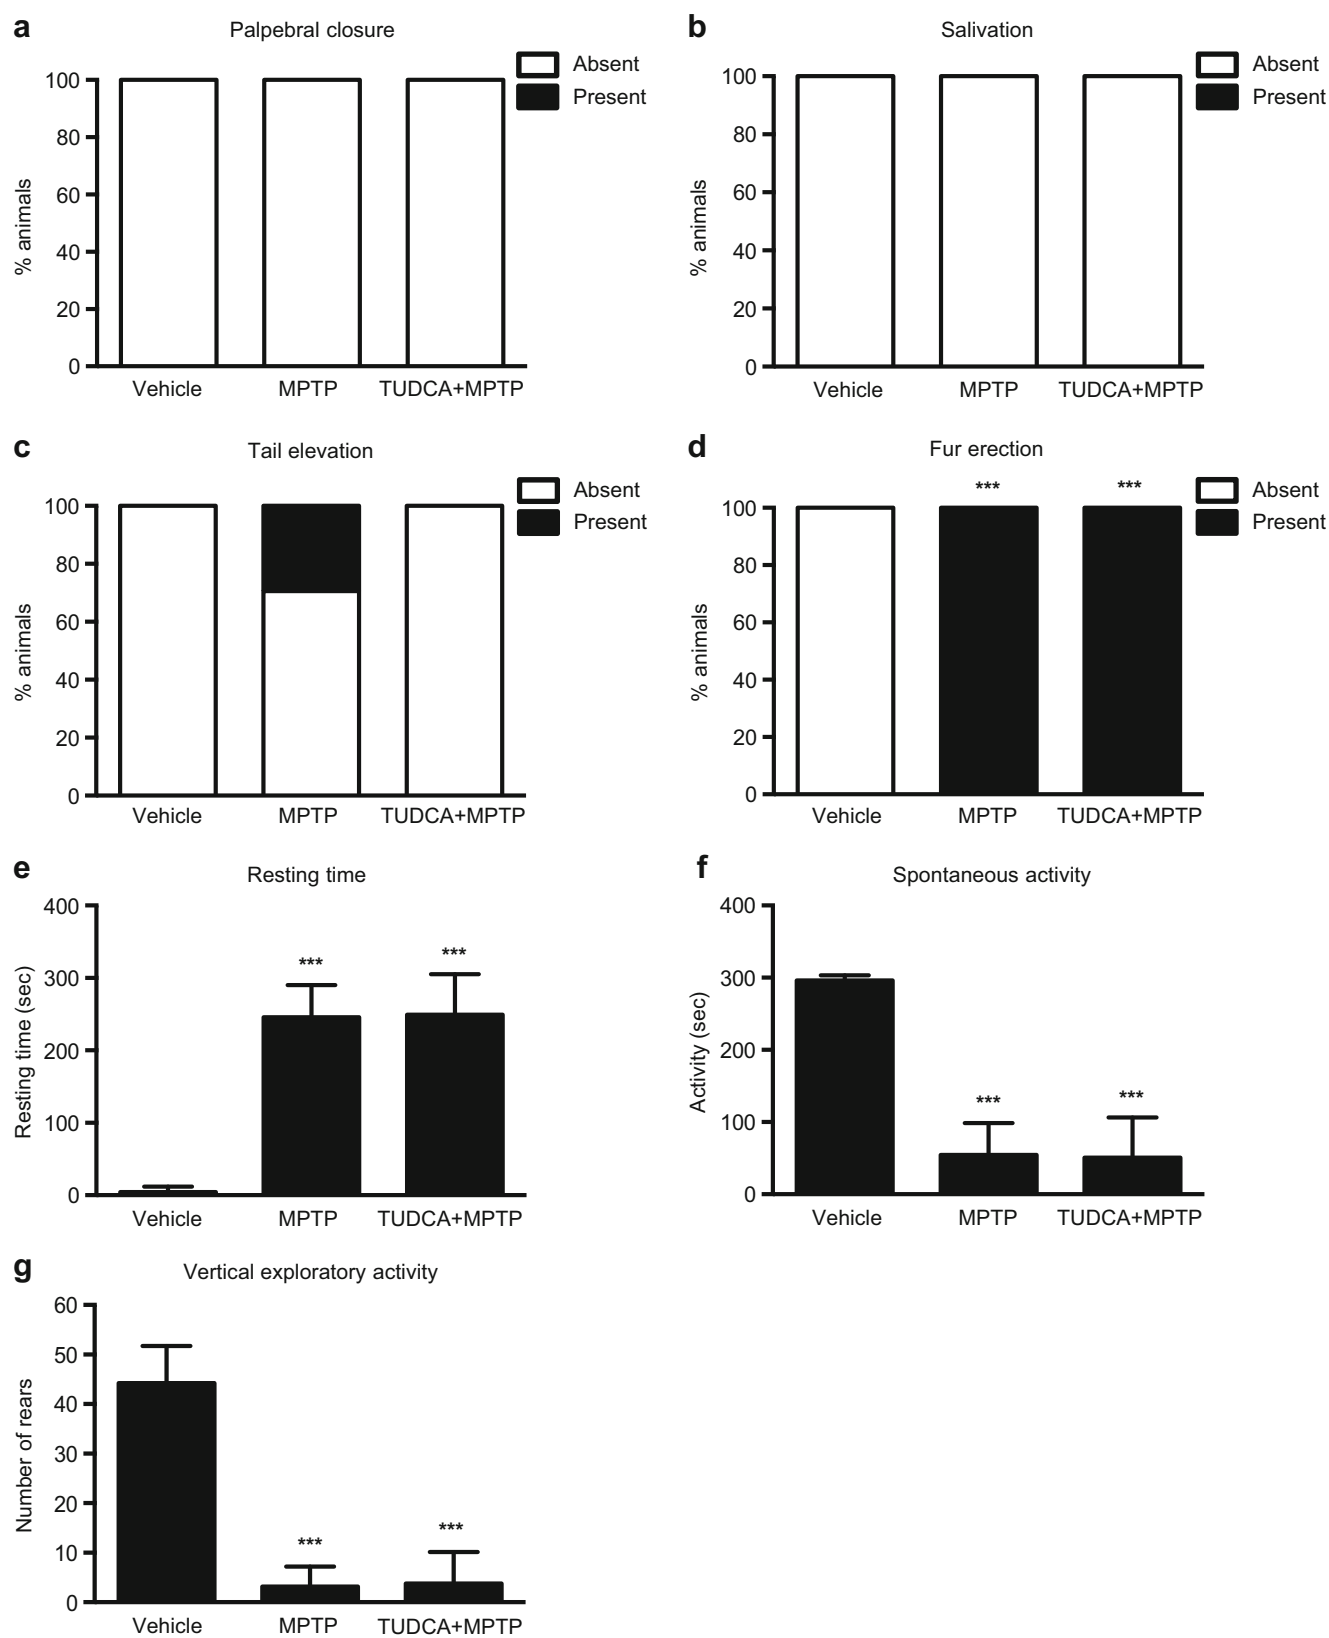 a
Palpebral closure
Absent
Present
% animals
100
80
60
40
20
0
Vehicle MPTP TUDCA+MPTP
b
Salivation
Absent
Present
% animals
100
80
60
40
20
0
Vehicle MPTP TUDCA+MPTP
c
Tail elevation
Absent
Present
% animals
100
80
60
40
20
0
Vehicle MPTP TUDCA+MPTP
d
Fur erection
Absent
Present
*** ***
% animals
100
80
60
40
20
0
Vehicle MPTP TUDCA+MPTP
e
Resting time
Resting time (sec)
400
300
200
100
0
*** ***
Vehicle MPTP TUDCA+MPTP
f
Spontaneous activity
Activity (sec)
400
300
200
100
0
*** ***
Vehicle MPTP TUDCA+MPTP
g
Vertical exploratory activity
Number of rears
60
50
40
30
20
10
0
*** ***
Vehicle MPTP TUDCA+MPTP